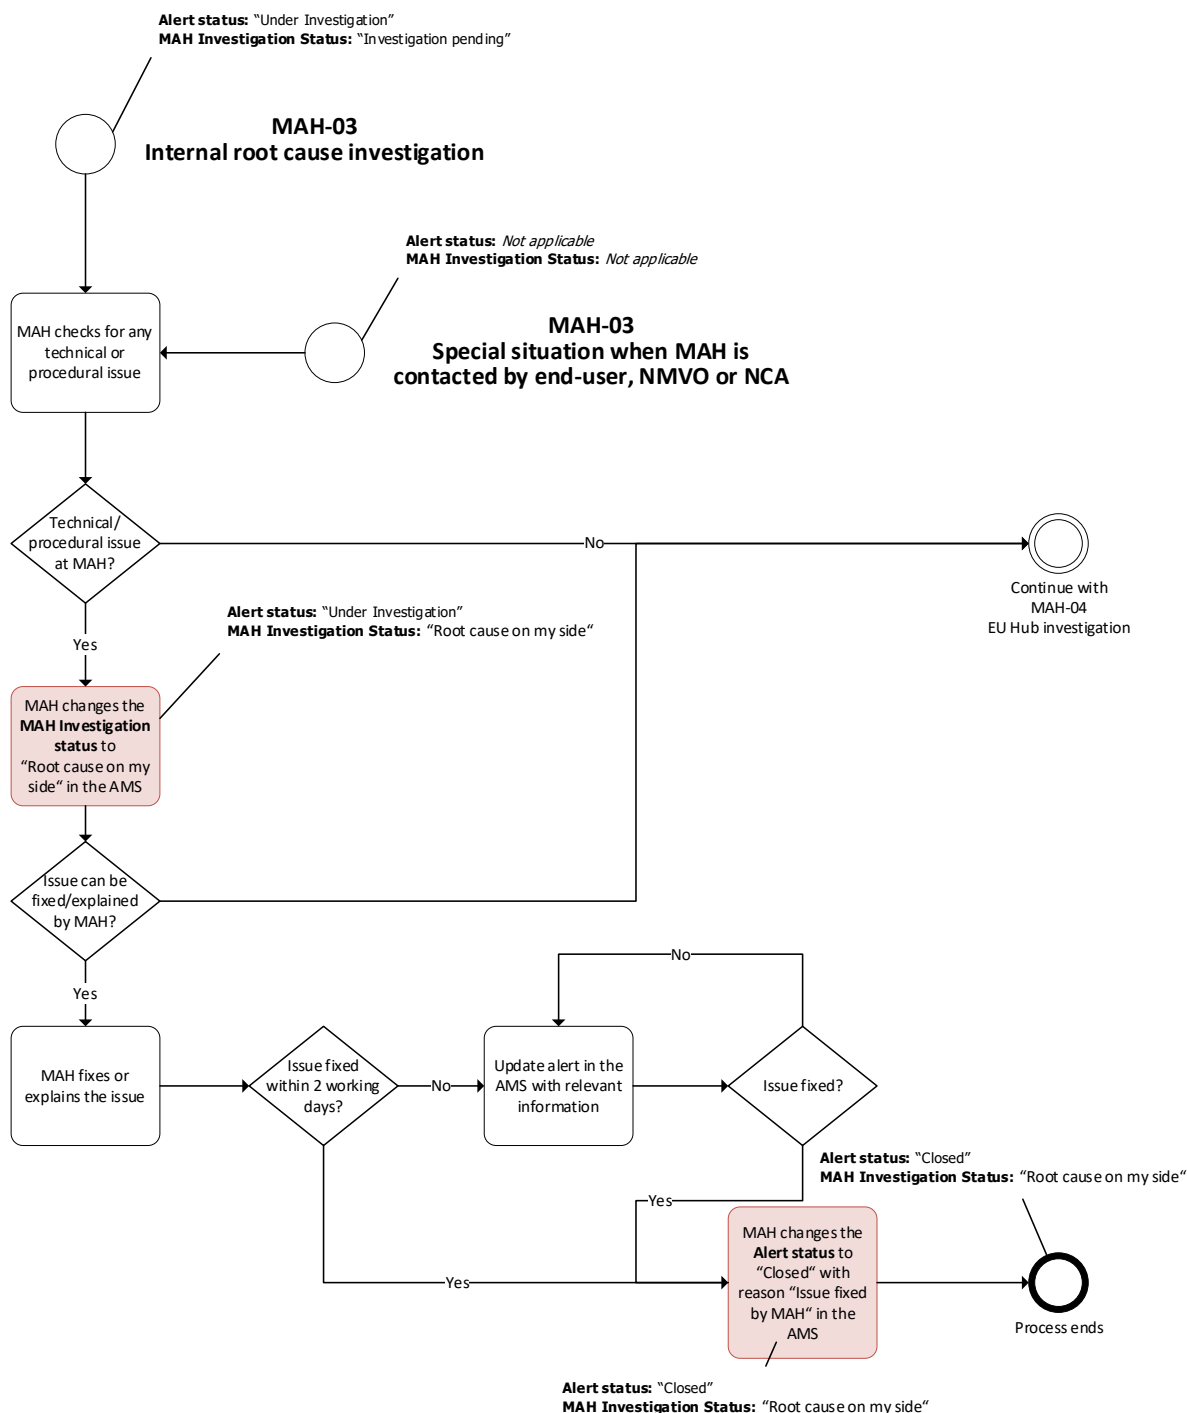 Alert status: “Under Investigation”
MAH Investigation Status: “Investigation pending”
MAH-03
Internal root cause investigation
Alert status: Not applicable
MAH Investigation Status: Not applicable
MAH checks for any
technical or
procedural issue
MAH-03
Special situation when MAH is
contacted by end-user, NMVO or NCA
Technical/
procedural issue
at MAH?
No
Continue with
MAH-04
EU Hub investigation
Yes
Alert status: “Under Investigation”
MAH Investigation Status: “Root cause on my side“
MAH changes the
MAH Investigation
status to
“Root cause on my
side“ in the AMS
Issue can be
fixed/explained
by MAH?
Yes
No
MAH fixes or
explains the issue
Issue fixed
within 2 working
days?
No
Update alert in the
AMS with relevant
information
Issue fixed?
Yes
Alert status: “Closed”
MAH Investigation Status: “Root cause on my side“
MAH changes the
Alert status to
“Closed“ with
reason “Issue fixed
by MAH“ in the
AMS
Yes
Process ends
Alert status: “Closed”
MAH Investigation Status: “Root cause on my side“